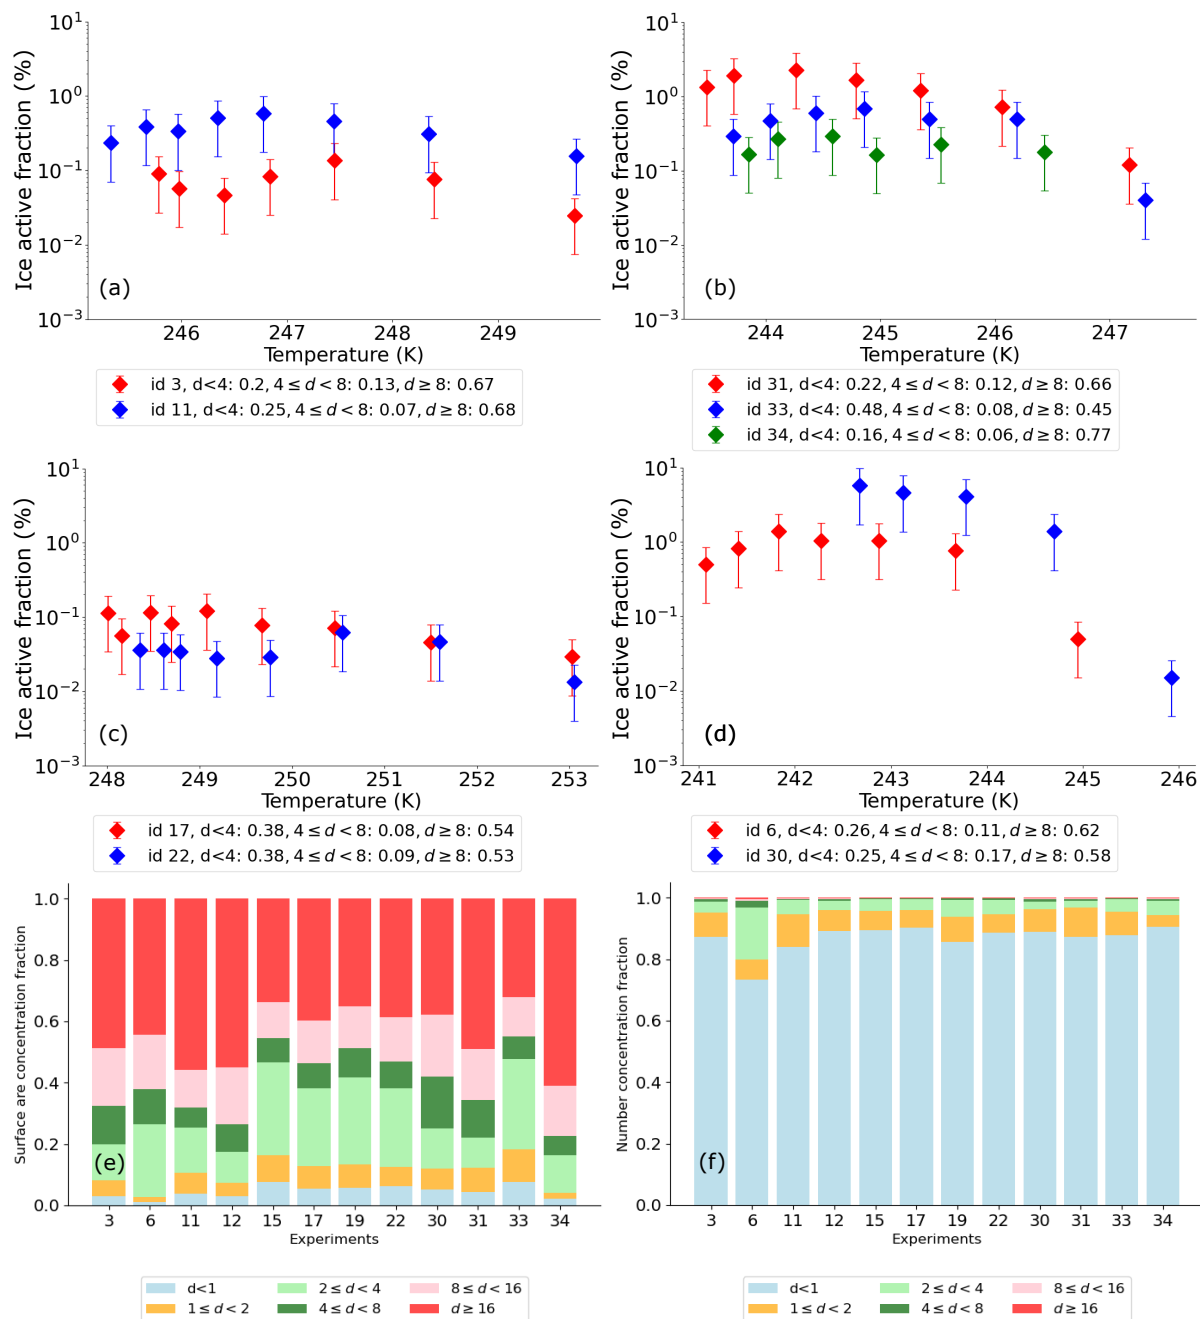 10¹
10⁰
10⁻¹
10⁻²
10⁻³
Ice active fraction (%)
(a)
246 247 248 249
Temperature (K)
id 3, d<4: 0.2, 4 ≤ d < 8: 0.13, d ≥ 8: 0.67
id 11, d<4: 0.25, 4 ≤ d < 8: 0.07, d ≥ 8: 0.68
10¹
10⁰
10⁻¹
10⁻²
10⁻³
Ice active fraction (%)
(b)
244 245 246 247
Temperature (K)
id 31, d<4: 0.22, 4 ≤ d < 8: 0.12, d ≥ 8: 0.66
id 33, d<4: 0.48, 4 ≤ d < 8: 0.08, d ≥ 8: 0.45
id 34, d<4: 0.16, 4 ≤ d < 8: 0.06, d ≥ 8: 0.77
10¹
10⁰
10⁻¹
10⁻²
10⁻³
Ice active fraction (%)
(c)
248 249 250 251 252 253
Temperature (K)
id 17, d<4: 0.38, 4 ≤ d < 8: 0.08, d ≥ 8: 0.54
id 22, d<4: 0.38, 4 ≤ d < 8: 0.09, d ≥ 8: 0.53
10¹
10⁰
10⁻¹
10⁻²
10⁻³
Ice active fraction (%)
(d)
241 242 243 244 245 246
Temperature (K)
id 6, d<4: 0.26, 4 ≤ d < 8: 0.11, d ≥ 8: 0.62
id 30, d<4: 0.25, 4 ≤ d < 8: 0.17, d ≥ 8: 0.58
1.0
0.8
0.6
0.4
0.2
0.0
Surface are concentration fraction
(e)
3 6 11 12 15 17 19 22 30 31 33 34
Experiments
d<1 2 ≤ d < 4 8 ≤ d < 16
1 ≤ d < 2 4 ≤ d < 8 d ≥ 16
1.0
0.8
0.6
0.4
0.2
0.0
Number concentration fraction
(f)
3 6 11 12 15 17 19 22 30 31 33 34
Experiments
d<1 2 ≤ d < 4 8 ≤ d < 16
1 ≤ d < 2 4 ≤ d < 8 d ≥ 16